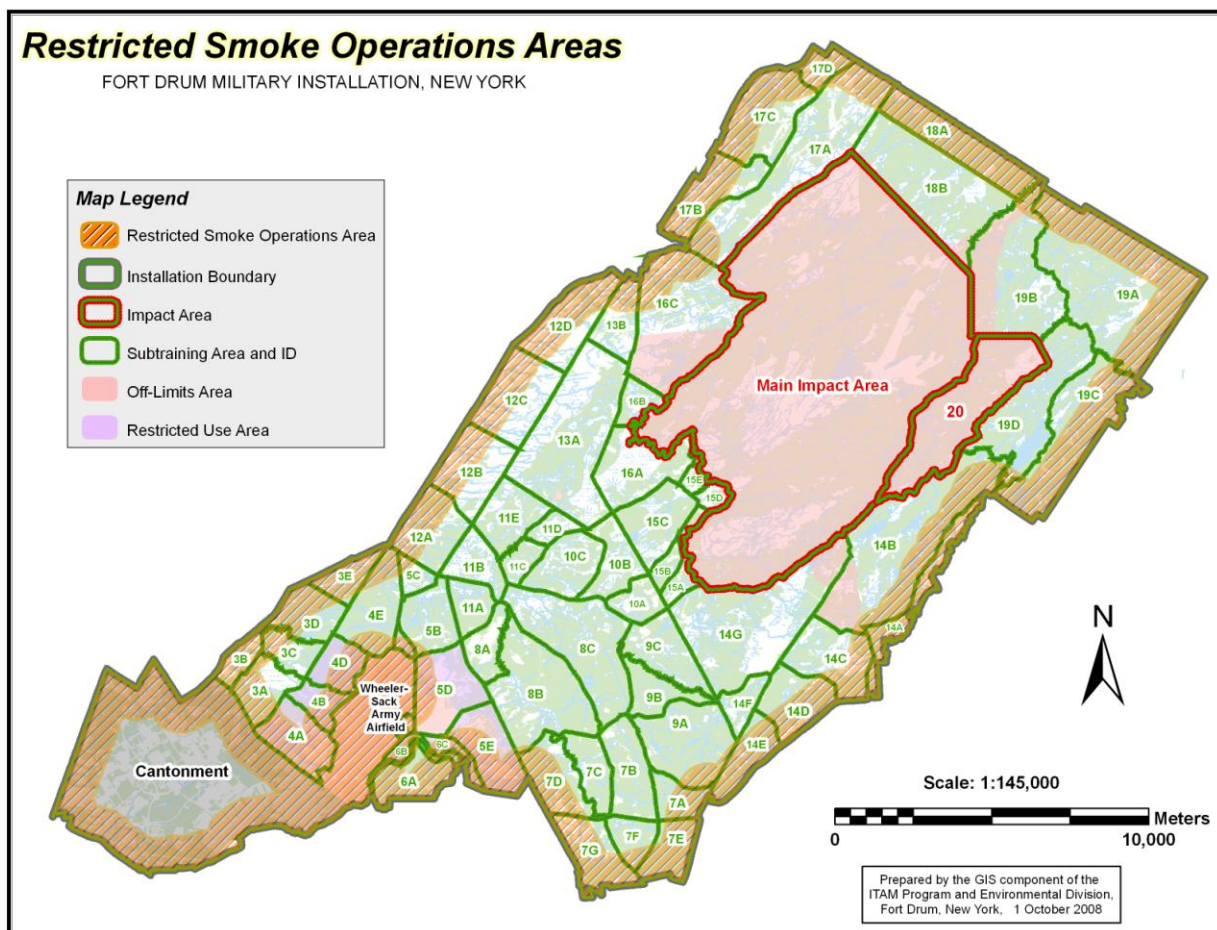 Restricted Smoke Operations Areas
FORT DRUM MILITARY INSTALLATION, NEW YORK
Map Legend
Restricted Smoke Operations Area
Installation Boundary
Impact Area
Subtraining Area and ID
Off-Limits Area
Restricted Use Area
17D
17C
18A
17A
18B
17B
19A
16C
19B
12D
13B
Main Impact Area
19C
12C
16B
20
19D
13A
12B
16A
15E
15D
11E
15C
11D
12A
14B
10C
10B
11C
11B
15B
3E
5C
15A
10A
11A
4E
14A
3D
5B
14G
9C
8A
8C
3C
14C
3B
4D
5D
3A
8B
9B
4B
Wheeler-
Sack
Army
Airfield
14F
14D
9A
4A
14E
6B
6C
5E
Cantonment
6A
7D
7C
7B
7A
7F
7E
7G
N
Scale: 1:145,000
Meters
0
10,000
Prepared by the GIS component of the
ITAM Program and Environmental Division,
Fort Drum, New York, 1 October 2008